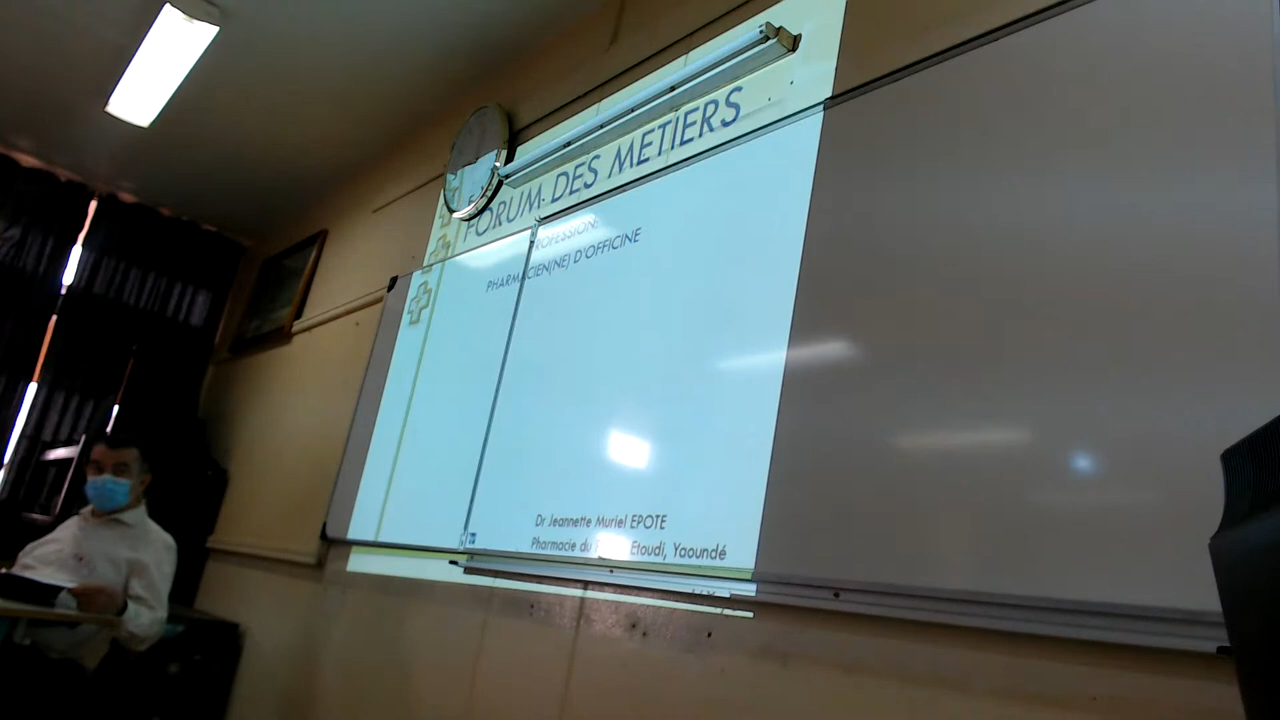 FORUM DES METIERS
PROFESSION:
PHARMACIEN(NE) D'OFFICINE
Dr Jeannette Muriel EPOTE
Pharmacie du Etoudi, Yaoundé